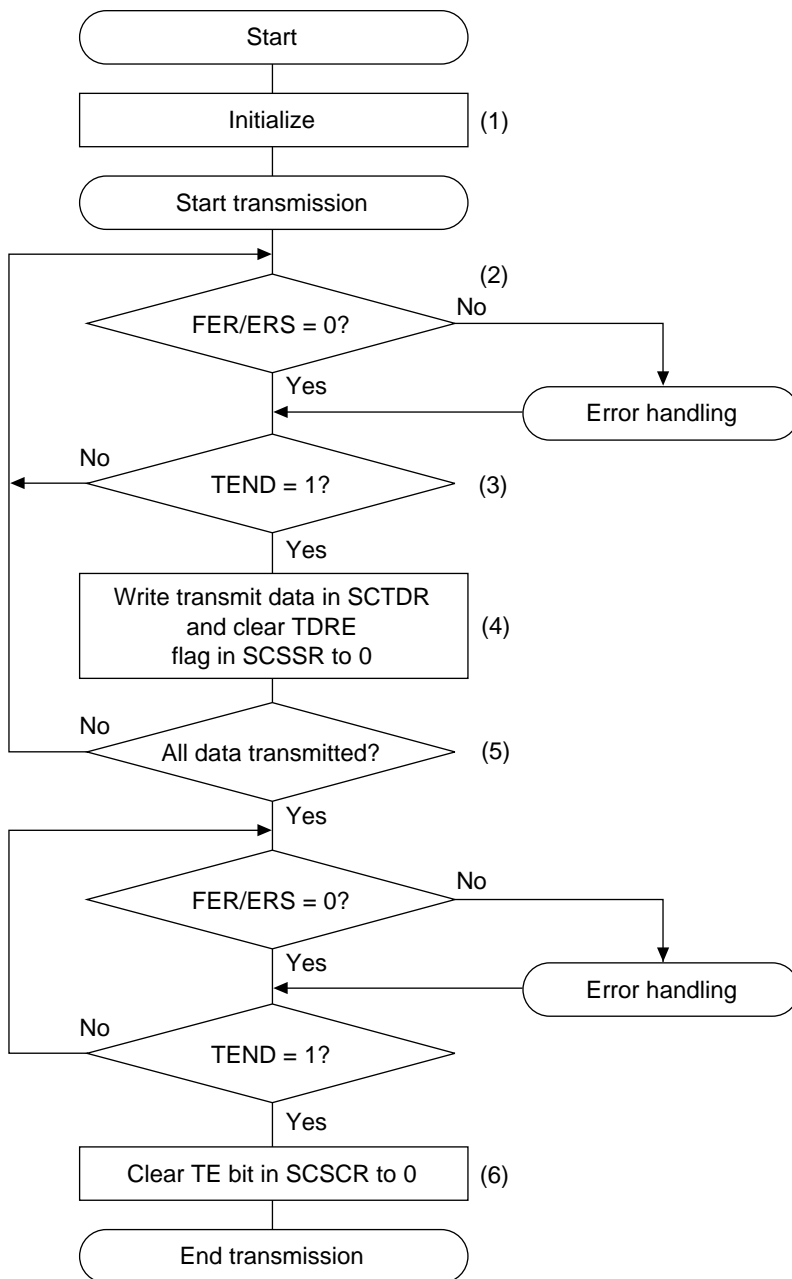 Start
Initialize
(1)
Start transmission
(2)
FER/ERS = 0?
No
Yes
Error handling
No
TEND = 1?
(3)
Yes
Write transmit data in SCTDR
and clear TDRE
flag in SCSSR to 0
(4)
No
All data transmitted?
(5)
Yes
FER/ERS = 0?
No
Yes
Error handling
No
TEND = 1?
Yes
Clear TE bit in SCSCR to 0
(6)
End transmission